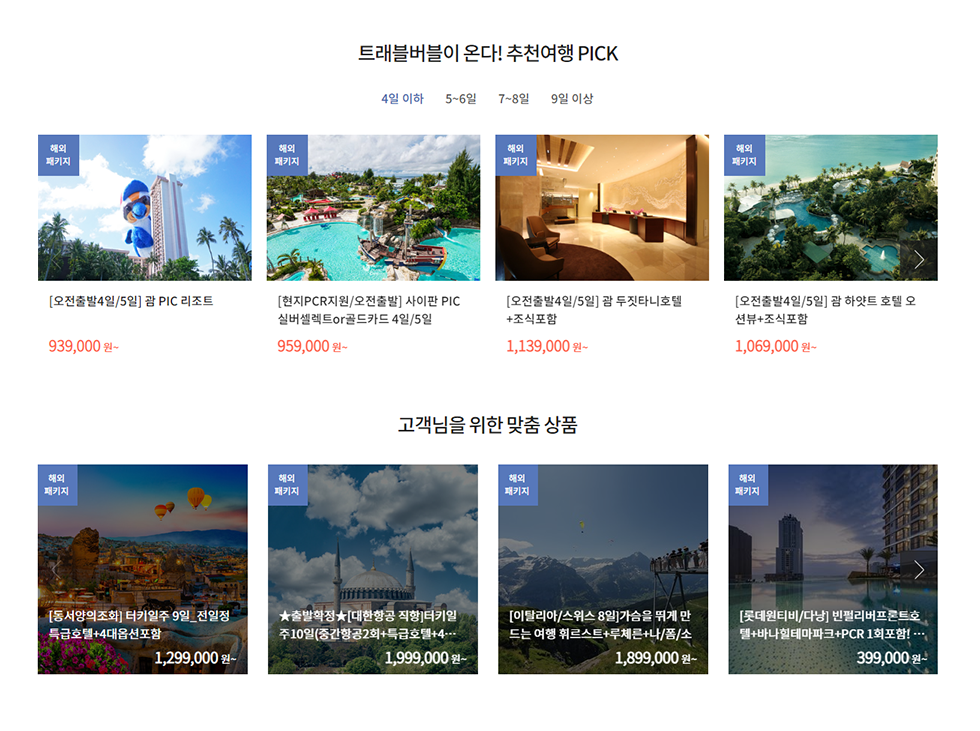 트래블버블이 온다! 추천여행 PICK
4일 이하 5~6일 7~8일 9일 이상
해외
패키지
[오전출발4일/5일] 괌 PIC 리조트
939,000 원~
해외
패키지
[현지PCR지원/오전출발] 사이판 PIC
실버셀렉트or골드카드 4일/5일
959,000 원~
해외
패키지
[오전출발4일/5일] 괌 두짓타니호텔
+조식포함
1,139,000 원~
해외
패키지
[오전출발4일/5일] 괌 하얏트 호텔 오
션뷰+조식포함
1,069,000 원~
고객님을 위한 맞춤 상품
해외
패키지
[동서양의조화] 터키일주 9일_전일정
특급호텔+4대옵션포함
1,299,000 원~
해외
패키지
★출발확정★[대한항공 직항]터키일
주10일(중간항공2회+특급호텔+4···
1,999,000 원~
해외
패키지
[이탈리아/스위스 8일]가슴을 뛰게 만
드는 여행 휘르스트+루체른+나/폼/소
1,899,000 원~
해외
패키지
[롯데원티비/다낭] 빈펄리버프론트호
텔+바나힐테마파크+PCR 1회포함! ···
399,000 원~